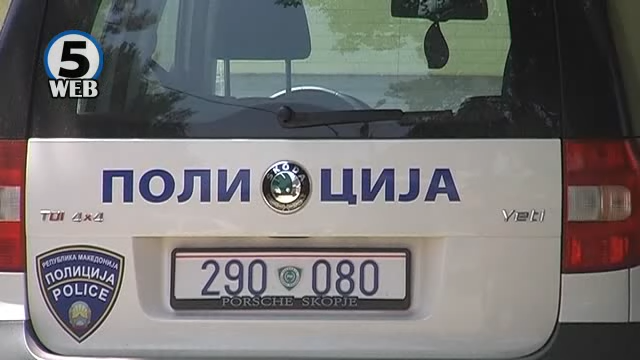 5
WEB
ПОЛИ ЦИЈА
ŠKODA
TDI 4x4
Yeti
РЕПУБЛИКА МАКЕДОНИЈА
ПОЛИЦИЈА
POLICE
290 080
PORSCHE SKOPJE